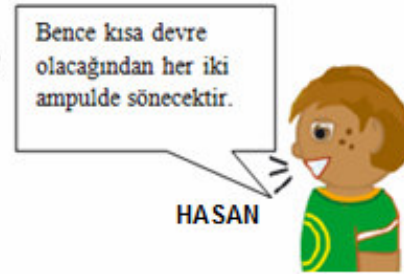 Bence kısa devre
olacağından her iki
ampulde sönecektir.
HASAN